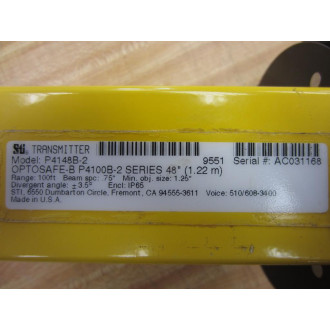 STI TRANSMITTER
Model: P4148B-2 9551 Serial #: AC031168
OPTOSAFE-B P4100B-2 SERIES 48" (1.22 m)
Range: 100ft Beam spc: .75" Min. obj. size: 1.25"
Divergent angle: ±3.5° Encl: IP65
STI, 6550 Dumbarton Circle, Fremont, CA 94555-3611 Voice: 510/608-3400
Made in U.S.A.